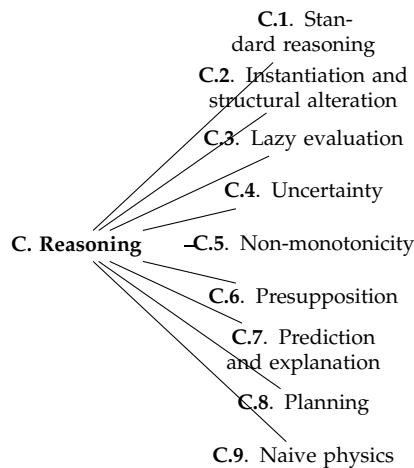 C.1. Stan-
dard reasoning
C.2. Instantiation and
structural alteration
C.3. Lazy evaluation
C.4. Uncertainty
C. Reasoning
C.5. Non-monotonicity
C.6. Presupposition
C.7. Prediction
and explanation
C.8. Planning
C.9. Naive physics